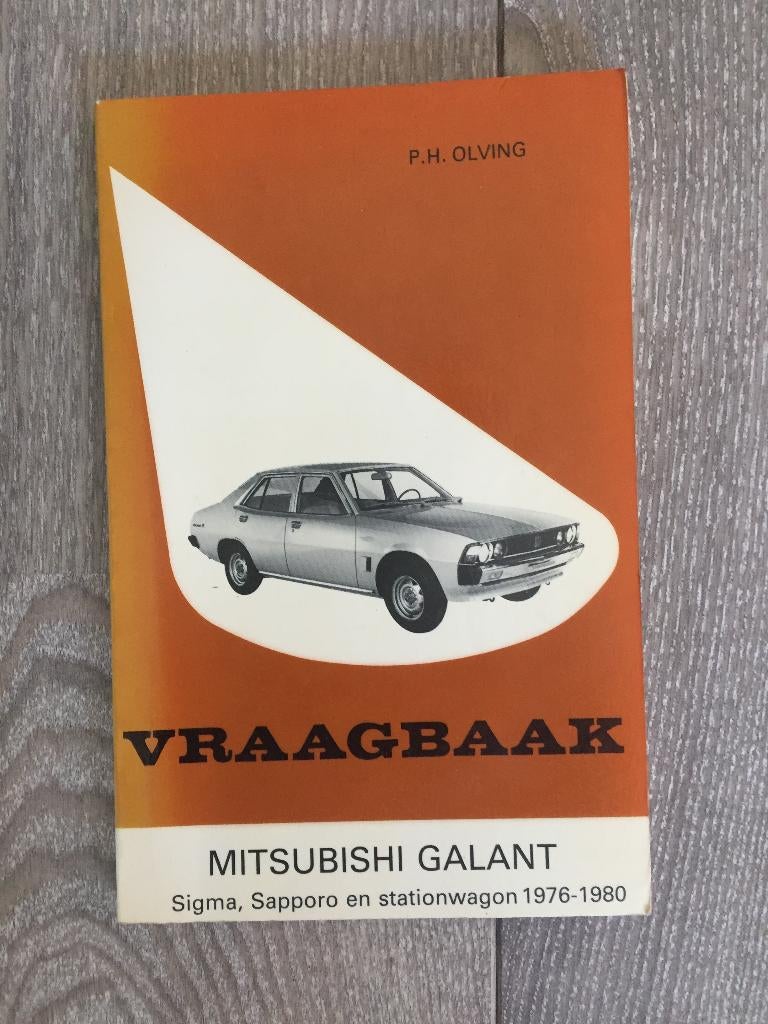 P.H. OLVING
VRAAGBAAK
MITSUBISHI GALANT
Sigma, Sapporo en stationwagon 1976-1980